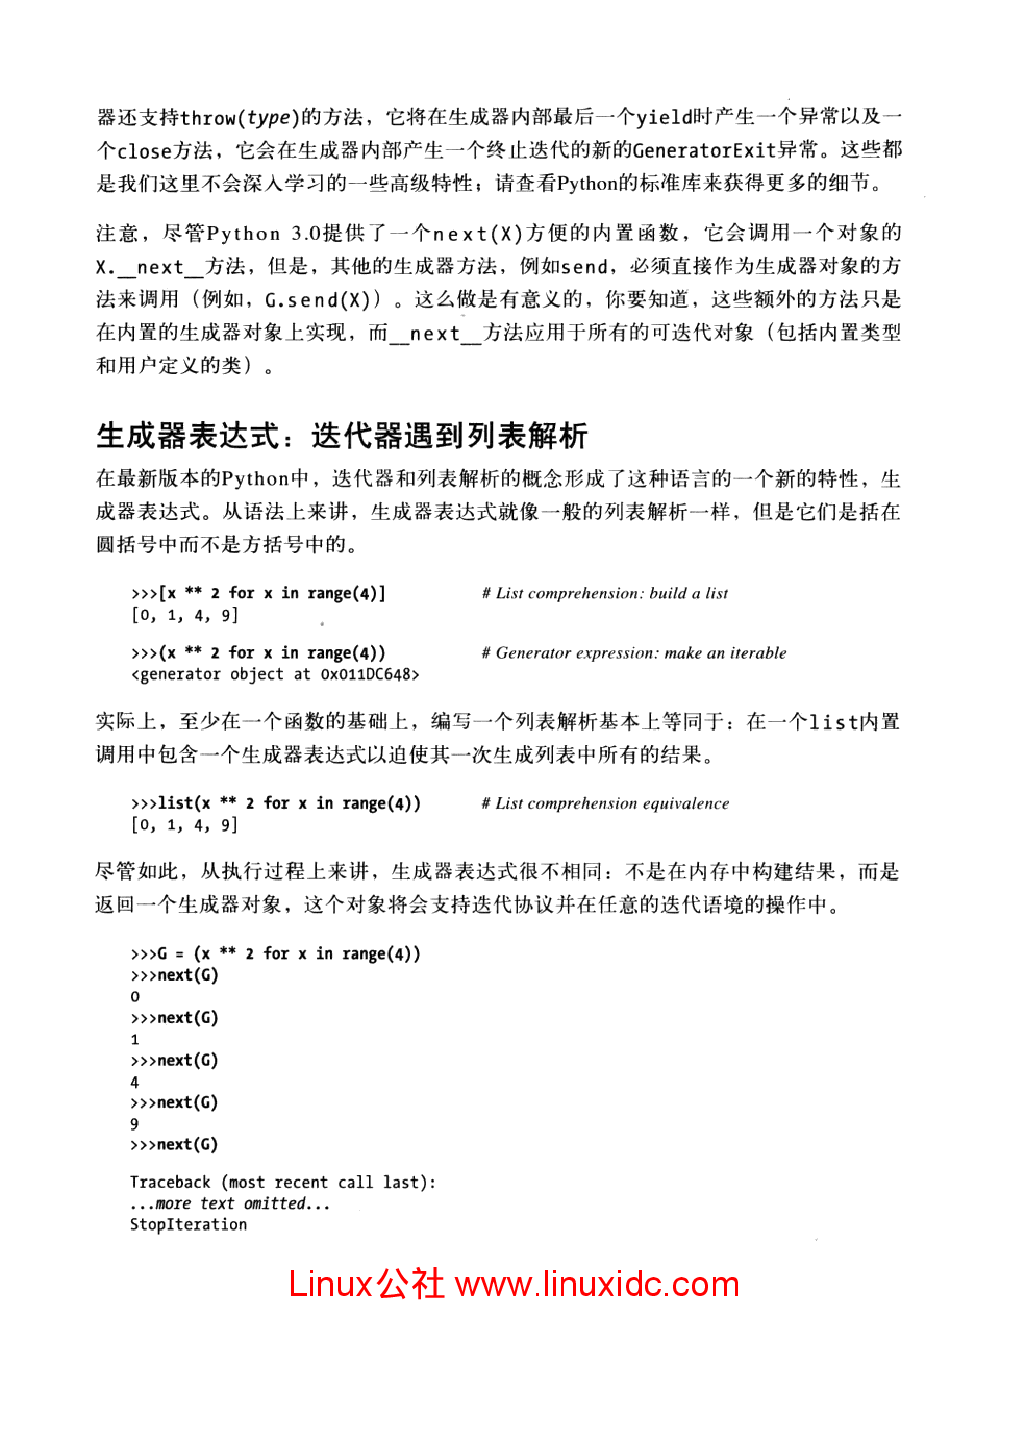 器还支持throw(type)的方法，它将在生成器内部最后一个yield时产生一个异常以及一
个close方法，它会在生成器内部产生一个终止迭代的新的GeneratorExit异常。这些都
是我们这里不会深入学习的一些高级特性；请查看Python的标准库来获得更多的细节。
注意，尽管Python 3.0提供了一个next(X)方便的内置函数，它会调用一个对象的
X.__next__方法，但是，其他的生成器方法，例如send，必须直接作为生成器对象的方
法来调用（例如，G.send(X)）。这么做是有意义的，你要知道，这些额外的方法只是
在内置的生成器对象上实现，而__next__方法应用于所有的可迭代对象（包括内置类型
和用户定义的类）。
生成器表达式：迭代器遇到列表解析
在最新版本的Python中，迭代器和列表解析的概念形成了这种语言的一个新的特性，生
成器表达式。从语法上来讲，生成器表达式就像一般的列表解析一样，但是它们是括在
圆括号中而不是方括号中的。
>>>[x ** 2 for x in range(4)] # List comprehension: build a list
[0, 1, 4, 9]
>>>(x ** 2 for x in range(4)) # Generator expression: make an iterable
<generator object at 0x011DC648>
实际上，至少在一个函数的基础上，编写一个列表解析基本上等同于：在一个list内置
调用中包含一个生成器表达式以迫使其一次生成列表中所有的结果。
>>>list(x ** 2 for x in range(4)) # List comprehension equivalence
[0, 1, 4, 9]
尽管如此，从执行过程上来讲，生成器表达式很不相同：不是在内存中构建结果，而是
返回一个生成器对象，这个对象将会支持迭代协议并在任意的迭代语境的操作中。
>>>G = (x ** 2 for x in range(4))
>>>next(G)
0
>>>next(G)
1
>>>next(G)
4
>>>next(G)
9
>>>next(G)
Traceback (most recent call last):
...more text omitted...
StopIteration
Linux公社 www.linuxidc.com